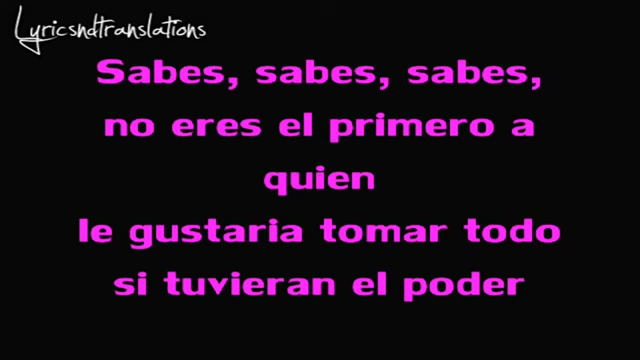 Lyricsndtranslations
Sabes, sabes, sabes,
no eres el primero a
quien
le gustaria tomar todo
si tuvieran el poder